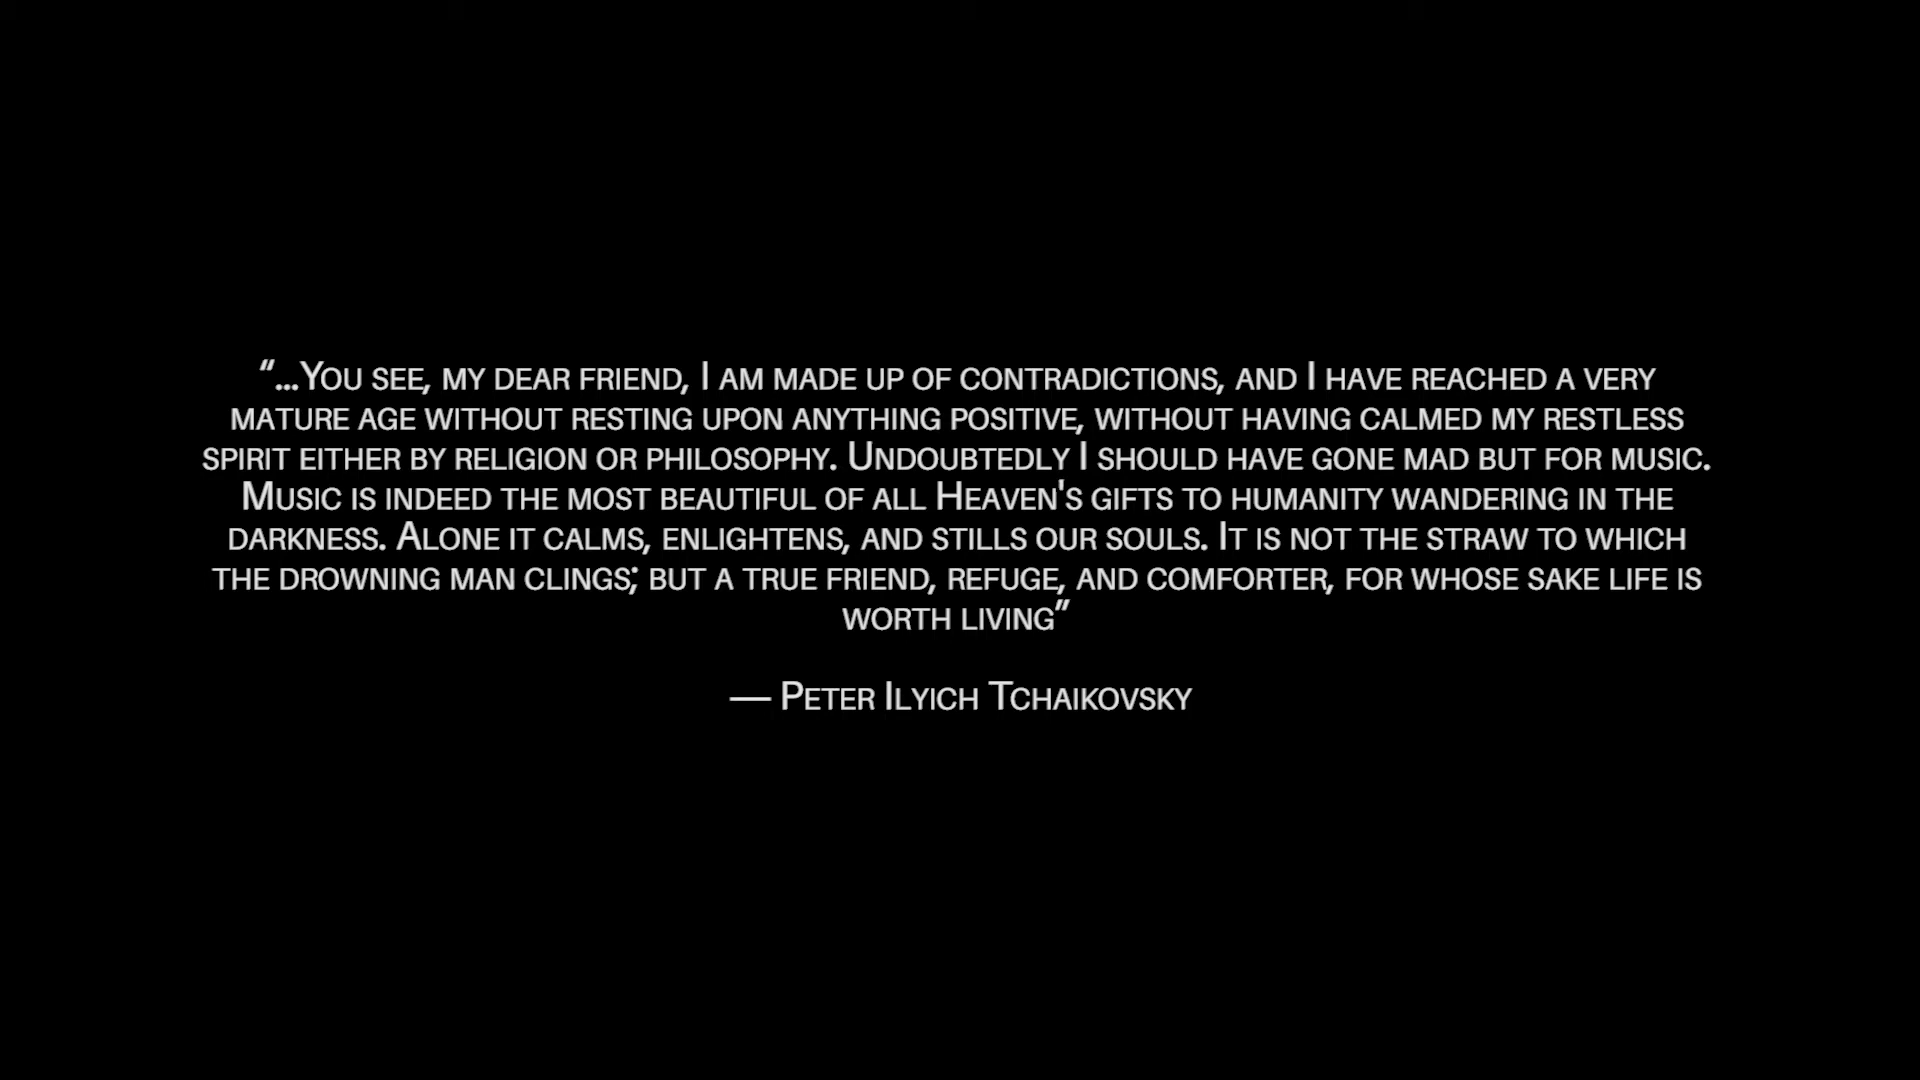 “...You see, my dear friend, I am made up of contradictions, and I have reached a very
mature age without resting upon anything positive, without having calmed my restless
spirit either by religion or philosophy. Undoubtedly I should have gone mad but for music.
Music is indeed the most beautiful of all Heaven's gifts to humanity wandering in the
darkness. Alone it calms, enlightens, and stills our souls. It is not the straw to which
the drowning man clings; but a true friend, refuge, and comforter, for whose sake life is
worth living”
— Peter Ilyich Tchaikovsky